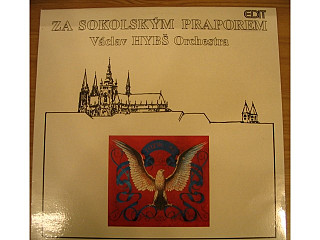 EDIT
ZA SOKOLSKÝM PRAPOREM
Václav HYBŠ Orchestra